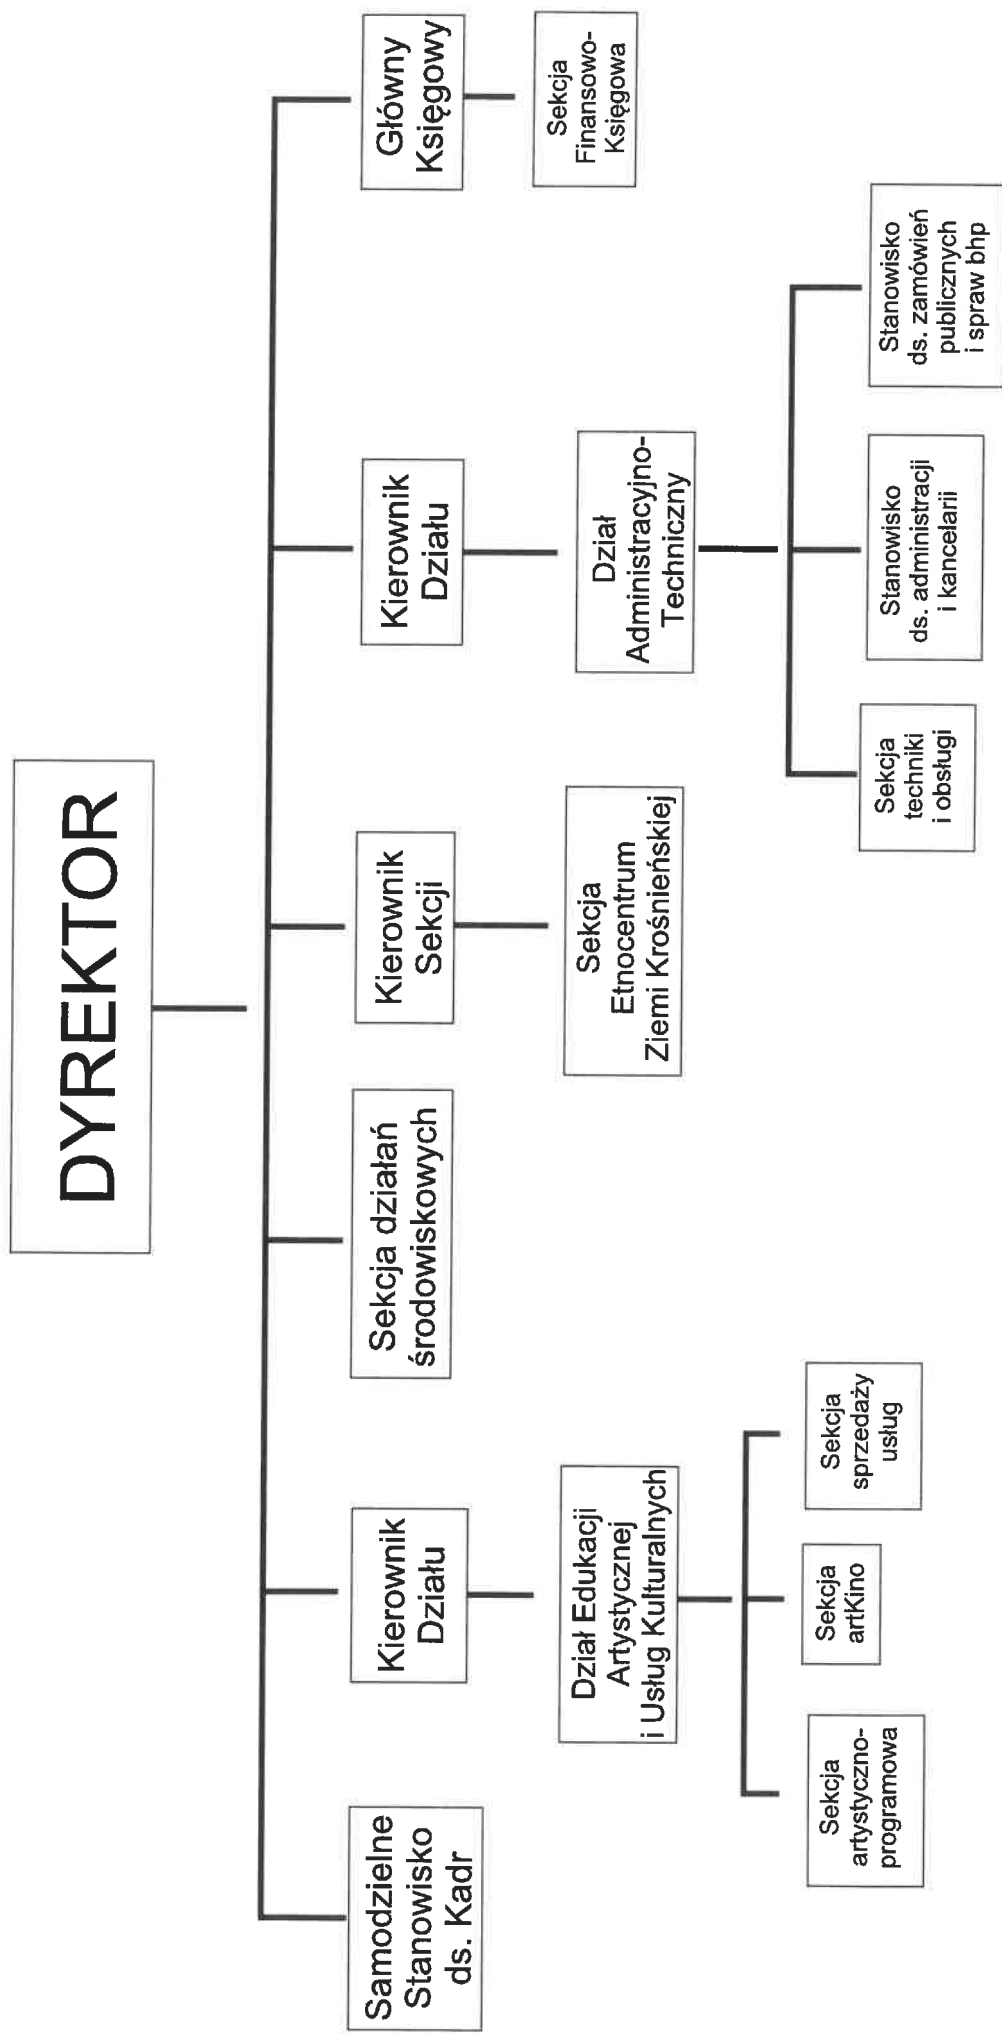 DYREKTOR
Samodzielne
Stanowisko
ds. Kadr
Kierownik
Działu
Sekcja działań
środowiskowych
Kierownik
Sekcji
Kierownik
Działu
Główny
Księgowy
Dział Edukacji
Artystycznej
i Usług Kulturalnych
Sekcja
Etnocentrum
Ziemi Krośnieńskiej
Dział
Administracyjno-
Techniczny
Sekcja
Finansowo-
Księgowa
Sekcja
artystyczno-
programowa
Sekcja
artKino
Sekcja
sprzedaży
usług
Sekcja
techniki
i obsługi
Stanowisko
ds. administracji
i kancelarii
Stanowisko
ds. zamówień
publicznych
i spraw bhp